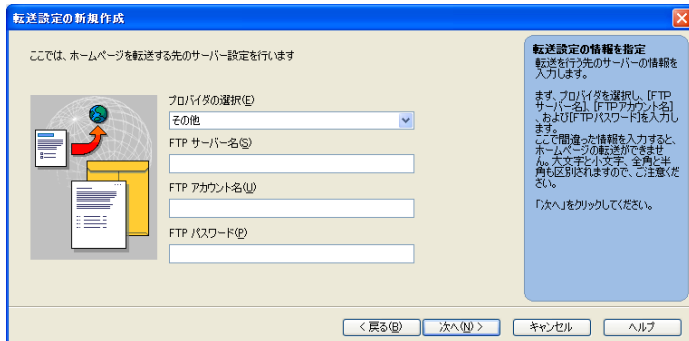 転送設定の新規作成
ここでは、ホームページを転送する先のサーバー設定を行います
プロバイダの選択(E)
その他
FTP サーバー名(S)
FTP アカウント名(U)
FTP パスワード(P)
転送設定の情報を指定
転送を行う先のサーバーの情報を
入力します。
まず、プロバイダを選択し、[FTP
サーバー名]、[FTPアカウント名]
、および[FTPパスワード]を入力し
ます。
ここで間違った情報を入力すると、
ホームページの転送ができませ
ん。大文字と小文字、全角と半
角も区別されますので、ご注意くだ
さい。
「次へ」をクリックしてください。
< 戻る(B)
次へ(N) >
キャンセル
ヘルプ